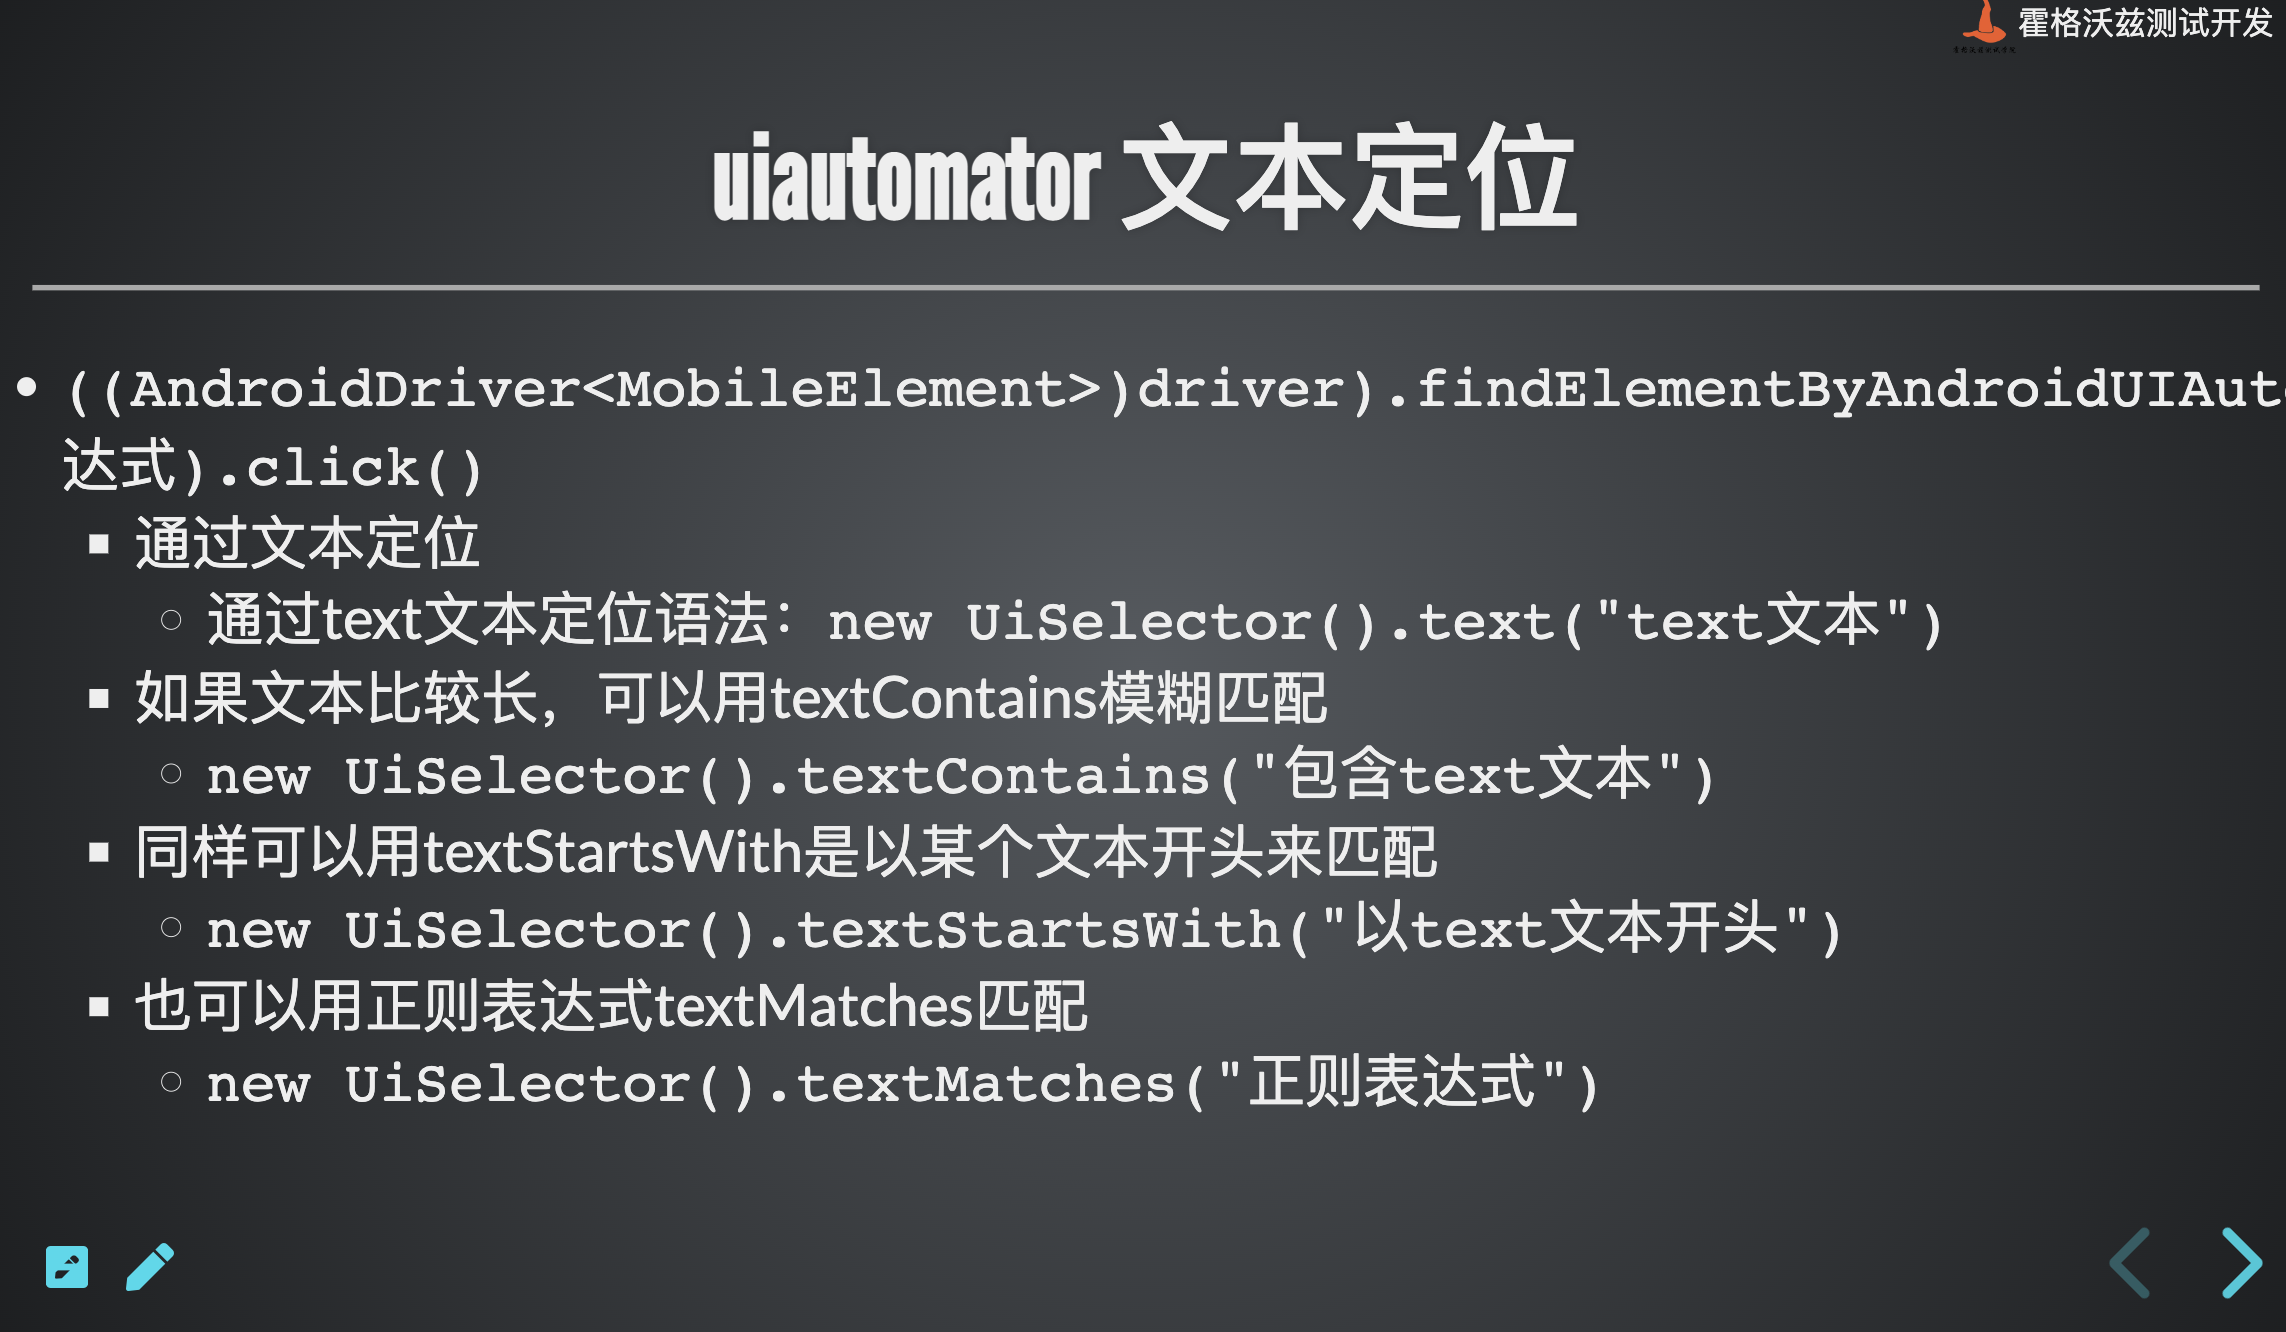 霍格沃兹测试开发
uiautomator 文本定位
• ((AndroidDriver<MobileElement>)driver).findElementByAndroidUIAuto
达式).click()
▪ 通过文本定位
○ 通过text文本定位语法：new UiSelector().text("text文本")
▪ 如果文本比较长，可以用textContains模糊匹配
○ new UiSelector().textContains("包含text文本")
▪ 同样可以用textStartsWith是以某个文本开头来匹配
○ new UiSelector().textStartsWith("以text文本开头")
▪ 也可以用正则表达式textMatches匹配
○ new UiSelector().textMatches("正则表达式")